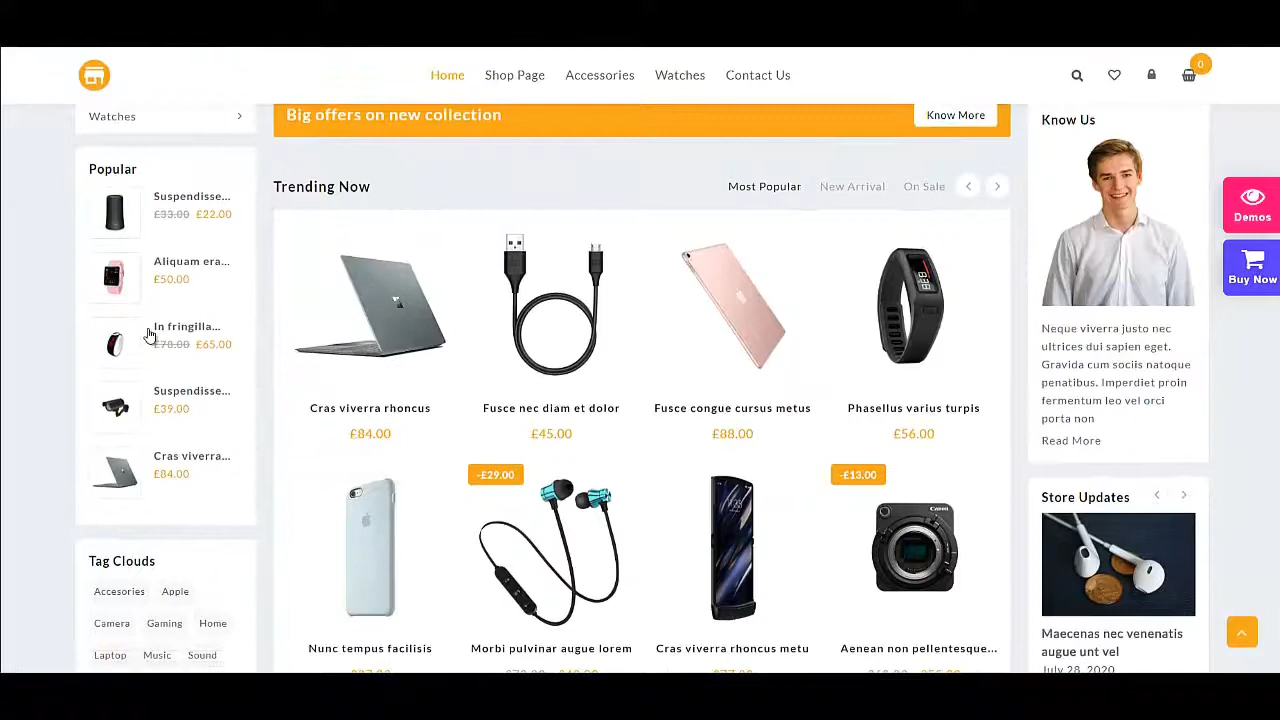 Home
Shop Page
Accessories
Watches
Contact Us
0
Watches
Big offers on new collection
Know More
Popular
Suspendisse...
£33.00 £22.00
Aliquam era...
£50.00
In fringilla...
£78.00 £65.00
Suspendisse...
£39.00
Cras viverra...
£84.00
Tag Clouds
Accesories
Apple
Camera
Gaming
Home
Laptop
Music
Sound
Trending Now
Most Popular
New Arrival
On Sale
Cras viverra rhoncus
£84.00
Fusce nec diam et dolor
£45.00
Fusce congue cursus metus
£88.00
Phasellus varius turpis
£56.00
Nunc tempus facilisis
-£29.00
Morbi pulvinar augue lorem
Cras viverra rhoncus metu
-£13.00
Canon
Aenean non pellentesque...
Know Us
Neque viverra justo nec
ultrices dui sapien eget.
Gravida cum sociis natoque
penatibus. Imperdiet proin
fermentum leo vel orci
porta non
Read More
Store Updates
Maecenas nec venenatis
augue unt vel
July 28, 2020
Demos
Buy Now